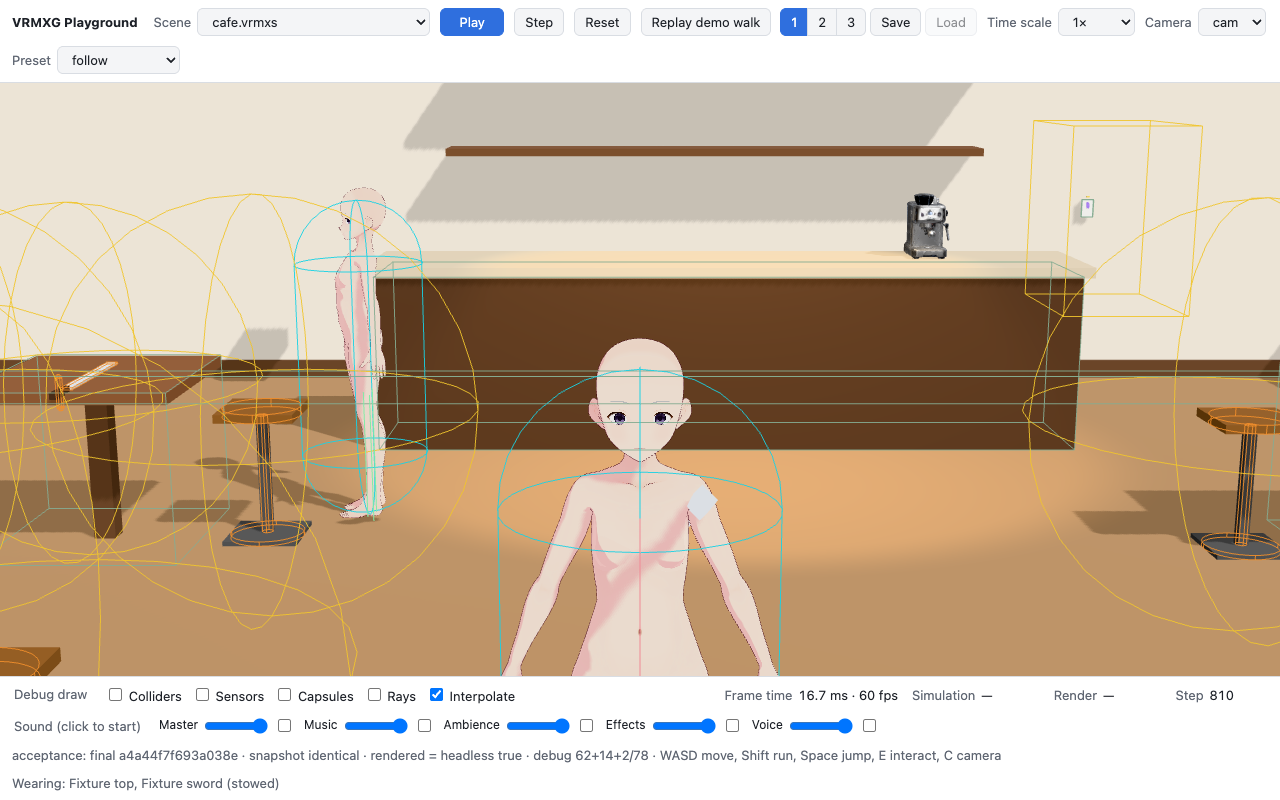 VRMXG Playground Scene cafe.vrmxs Play Step Reset Replay demo walk 1 2 3 Save Load Time scale 1× Camera cam
Preset follow
Debug draw Colliders Sensors Capsules Rays Interpolate Frame time 16.7 ms · 60 fps Simulation — Render — Step 810
Sound (click to start) Master Music Ambience Effects Voice
acceptance: final a4a44f7f693a038e · snapshot identical · rendered = headless true · debug 62+14+2/78 · WASD move, Shift run, Space jump, E interact, C camera
Wearing: Fixture top, Fixture sword (stowed)